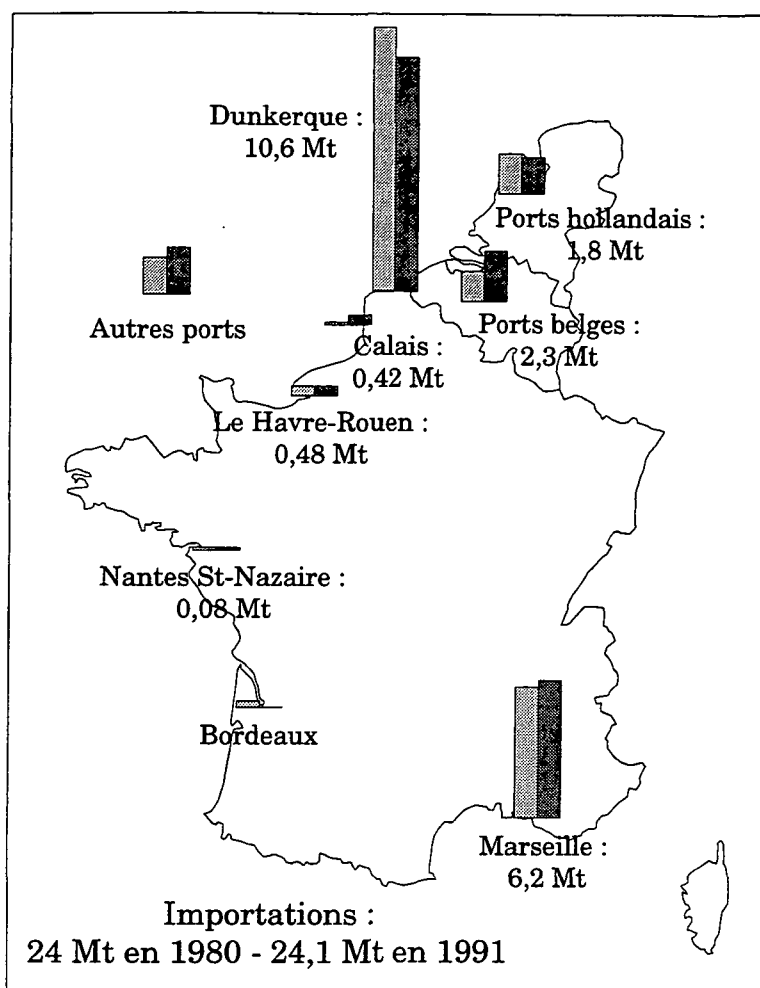 Dunkerque :
10,6 Mt
Ports hollandais :
1,8 Mt
Autres ports
Ports belges :
2,3 Mt
Calais :
0,42 Mt
Le Havre-Rouen :
0,48 Mt
Nantes St-Nazaire :
0,08 Mt
Bordeaux
Marseille :
6,2 Mt
Importations :
24 Mt en 1980 - 24,1 Mt en 1991